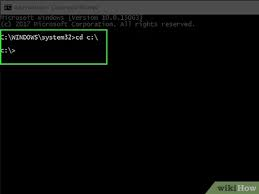 Microsoft Windows [Version 10.0.15063]
(c) 2017 Microsoft Corporation. All rights reserved.
C:\WINDOWS\system32>cd c:\
c:\>
wikiHow